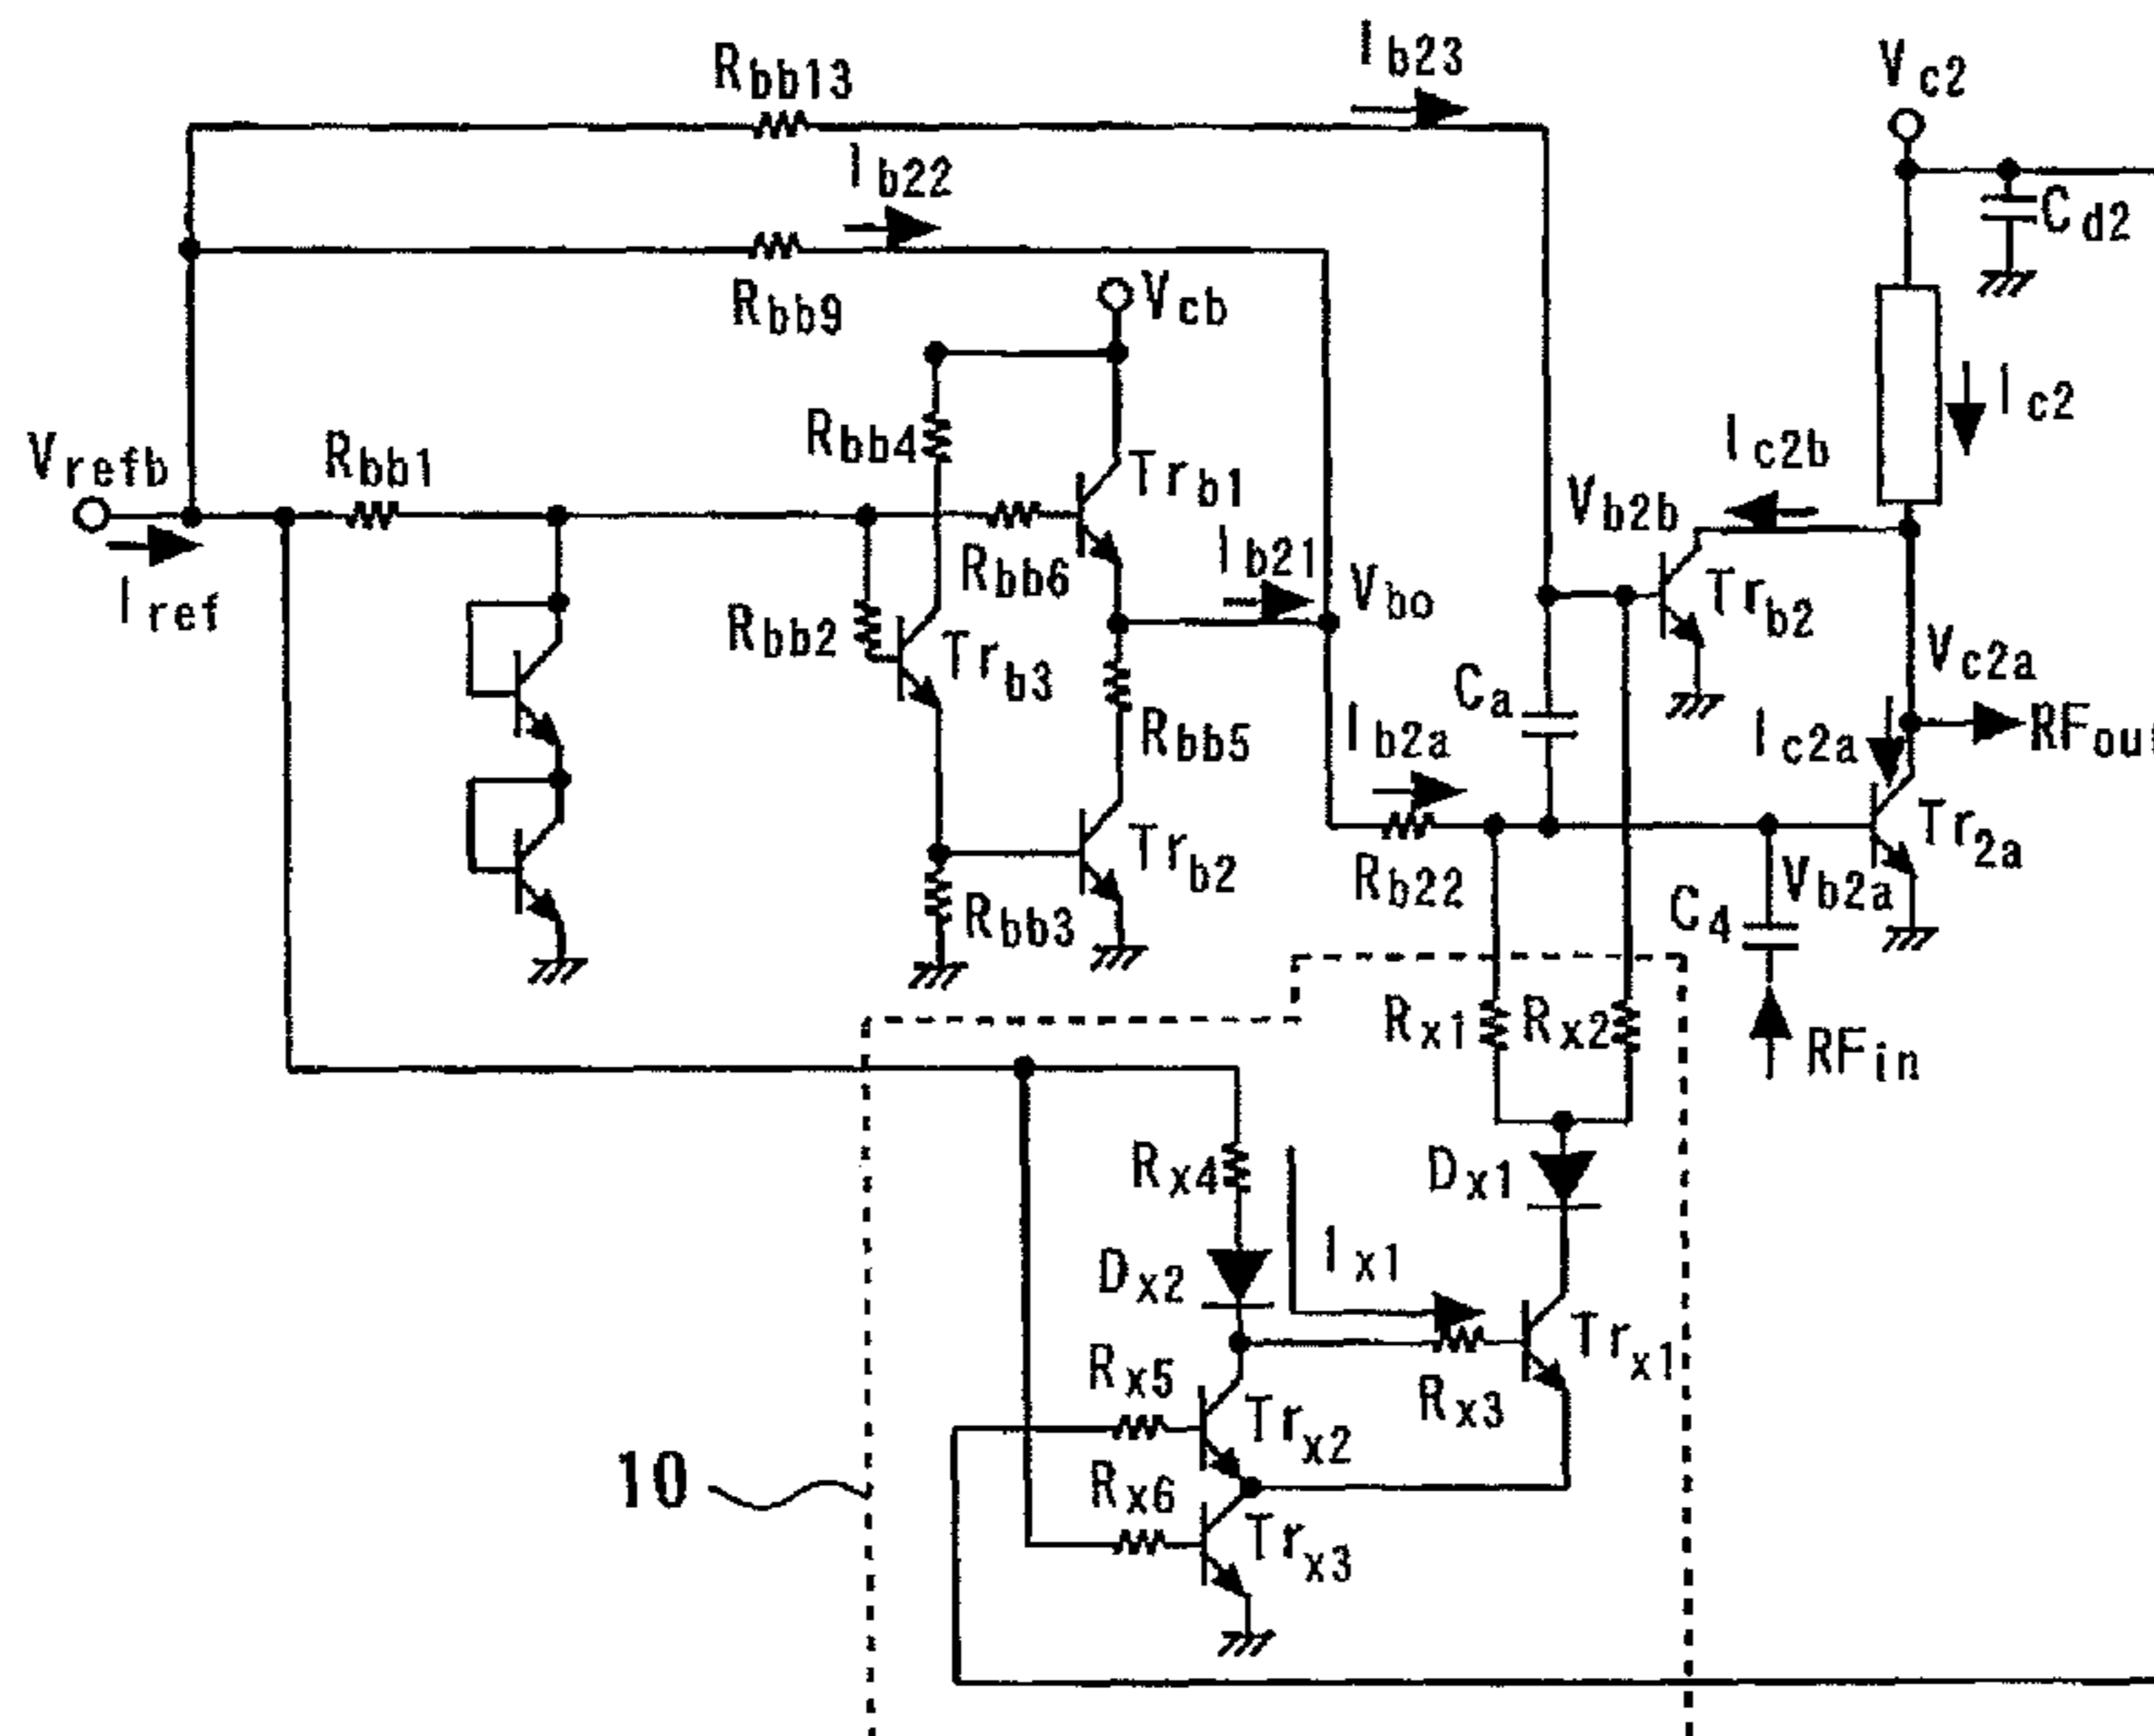 Rbb13
Ib23
Vc2
Ib22
Cd2
Rbb9
Vcb
Ic2
Rbb4
Vrefb
Rbb1
Trb1
Ic2b
Vb2b
Iref
Rbb6
Ib21
Vbo
Trb2
Rbb2
Trb3
Vc2a
Ca
Rbb5
Ib2a
Ic2a
RFout
Trb2
Rb22
Tr2a
Rbb3
Vb2a
C4
Rx1
Rx2
RFin
Rx4
Dx1
Dx2
Ix1
Trx1
Rx5
Rx3
Trx2
10
Rx6
Trx3